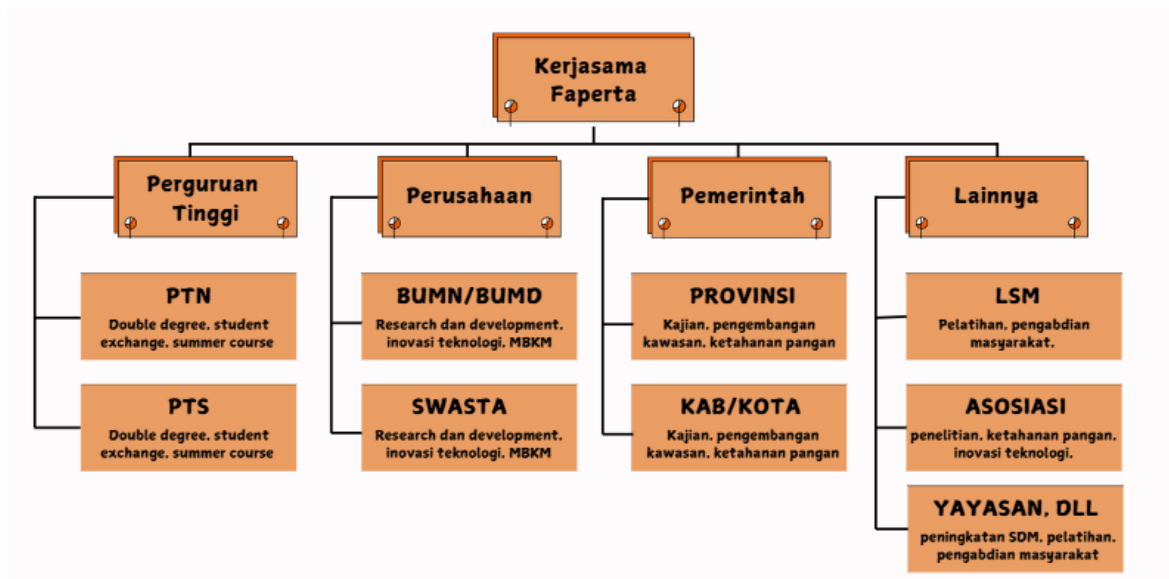 Kerjasama
Faperta
Perguruan
Tinggi
PTN
Double degree, student
exchange, summer course
PTS
Double degree, student
exchange, summer course
Perusahaan
BUMN/BUMD
Research dan development,
inovasi teknologi, MBKM
SWASTA
Research dan development,
inovasi teknologi, MBKM
Pemerintah
PROVINSI
Kajian, pengembangan
kawasan, ketahanan pangan
KAB/KOTA
Kajian, pengembangan
kawasan, ketahanan pangan
Lainnya
LSM
Pelatihan, pengabdian
masyarakat,
ASOSIASI
penelitian, ketahanan pangan,
inovasi teknologi,
YAYASAN, DLL
peningkatan SDM, pelatihan,
pengabdian masyarakat